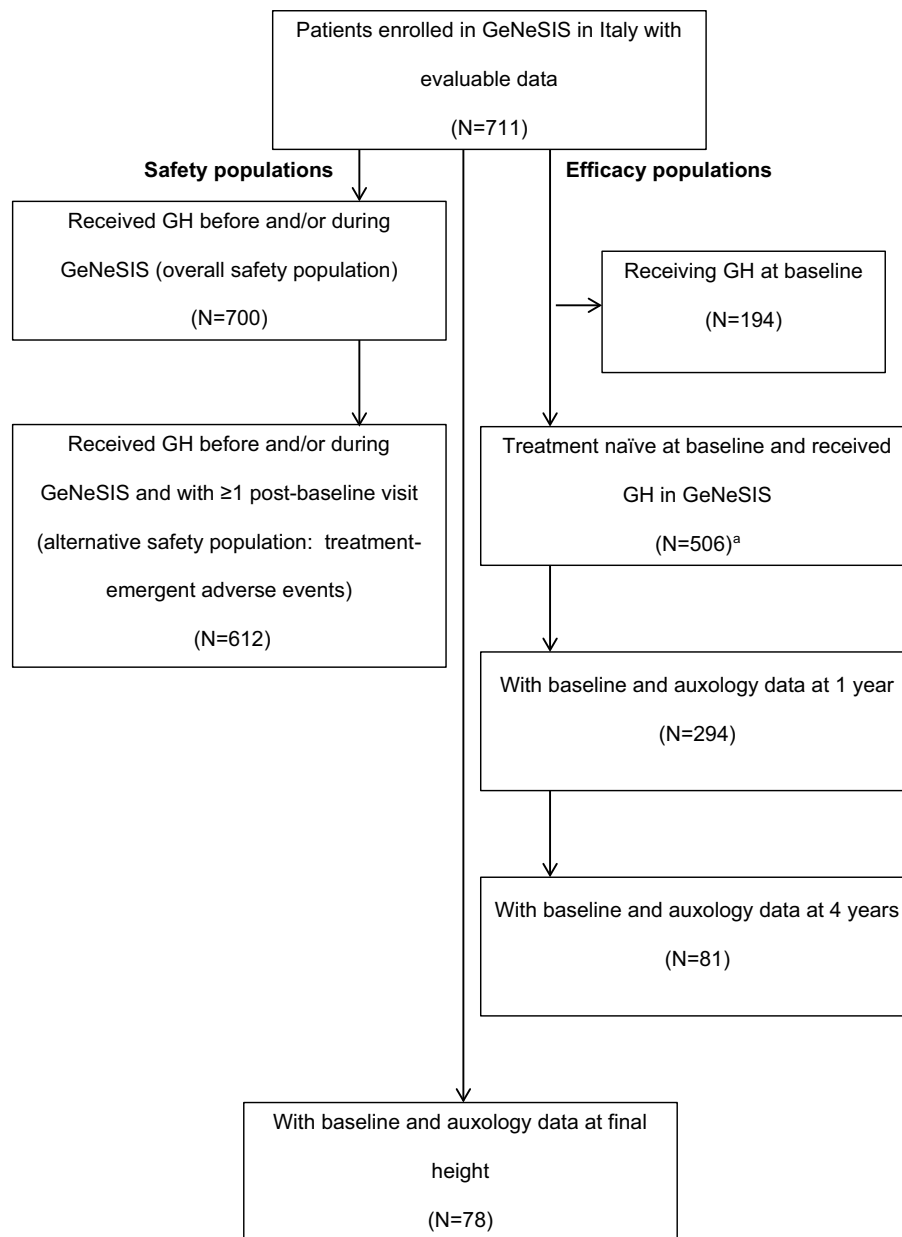 Patients enrolled in GeNeSIS in Italy with
evaluable data
(N=711)
Safety populations
Efficacy populations
Received GH before and/or during
GeNeSIS (overall safety population)
(N=700)
Receiving GH at baseline
(N=194)
Received GH before and/or during
GeNeSIS and with ≥1 post-baseline visit
(alternative safety population: treatment-
emergent adverse events)
(N=612)
Treatment naïve at baseline and received
GH in GeNeSIS
(N=506)ᵃ
With baseline and auxology data at 1 year
(N=294)
With baseline and auxology data at 4 years
(N=81)
With baseline and auxology data at final
height
(N=78)